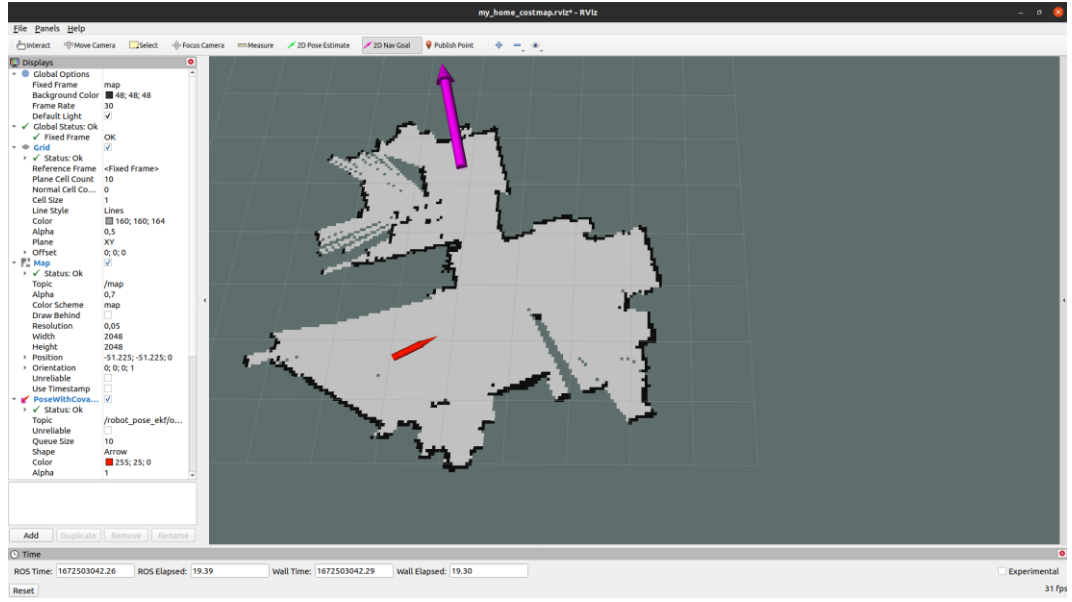 my_home_costmap.rviz* - RViz
File Panels Help
Interact Move Camera Select Focus Camera Measure 2D Pose Estimate 2D Nav Goal Publish Point
Displays
Global Options
Fixed Frame map
Background Color 48; 48; 48
Frame Rate 30
Default Light
Global Status: Ok
Fixed Frame OK
Grid
Status: Ok
Reference Frame <Fixed Frame>
Plane Cell Count 10
Normal Cell Co... 0
Cell Size 1
Line Style Lines
Color 160; 160; 164
Alpha 0,5
Plane XY
Offset 0; 0; 0
Map
Status: Ok
Topic /map
Alpha 0,7
Color Scheme map
Draw Behind
Resolution 0,05
Width 2048
Height 2048
Position -51.225; -51.225; 0
Orientation 0; 0; 0; 1
Unreliable
Use Timestamp
PoseWithCova...
Status: Ok
Topic /robot_pose_ekf/o...
Unreliable
Queue Size 10
Shape Arrow
Color 255; 25; 0
Alpha 1
Add Duplicate Remove Rename
Time
ROS Time: 1672503042.26 ROS Elapsed: 19.39 Wall Time: 1672503042.29 Wall Elapsed: 19.30 Experimental
Reset 31 fps